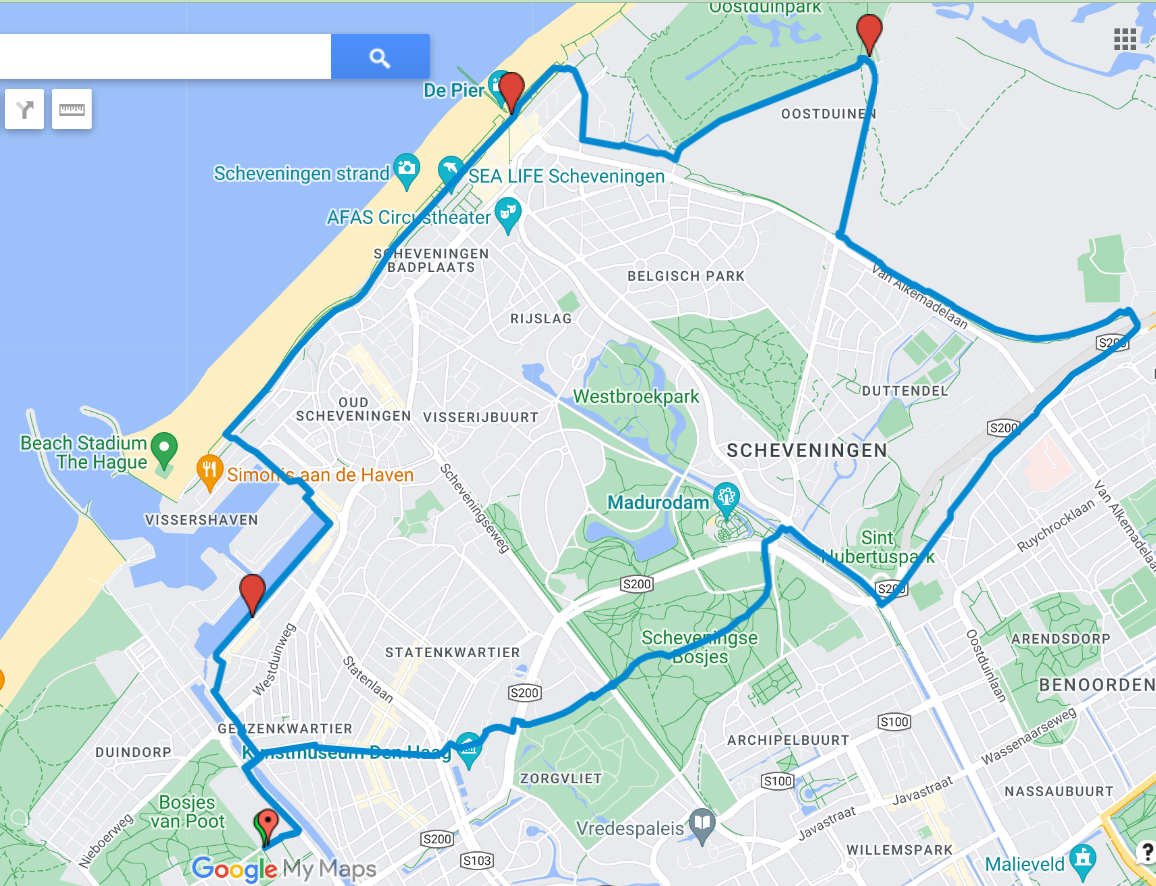 Oostduinpark
De Pier
OOSTDUINEN
Scheveningen strand
SEA LIFE Scheveningen
AFAS Circustheater
SCHEVENINGEN
BADPLAATS
BELGISCH PARK
Van Alkemadelaan
RIJSLAG
S200
DUTTENDEL
Westbroekpark
OUD
SCHEVENINGEN
VISSERIJBUURT
S200
Beach Stadium
The Hague
SCHEVENINGEN
Simonis aan de Haven
Scheveningseweg
Van Alkemadelaan
Madurodam
VISSERSHAVEN
Ruychrocklaan
Sint
Hubertuspark
S200
S200
Scheveningse
Bosjes
ARENDSDORP
Oostduinlaan
STATENKWARTIER
Westduinweg
Statenlaan
S200
BENOORDEN
S100
Wassenaarseweg
GEUZENKWARTIER
ARCHIPELBUURT
DUINDORP
Kunstmuseum Den Haag
ZORGVLIET
S100
Javastraat
NASSAUBUURT
Bosjes
van Poot
Nieboerweg
Vredespaleis
Javastraat
S200
S103
WILLEMSPARK
Malieveld
Google My Maps
?